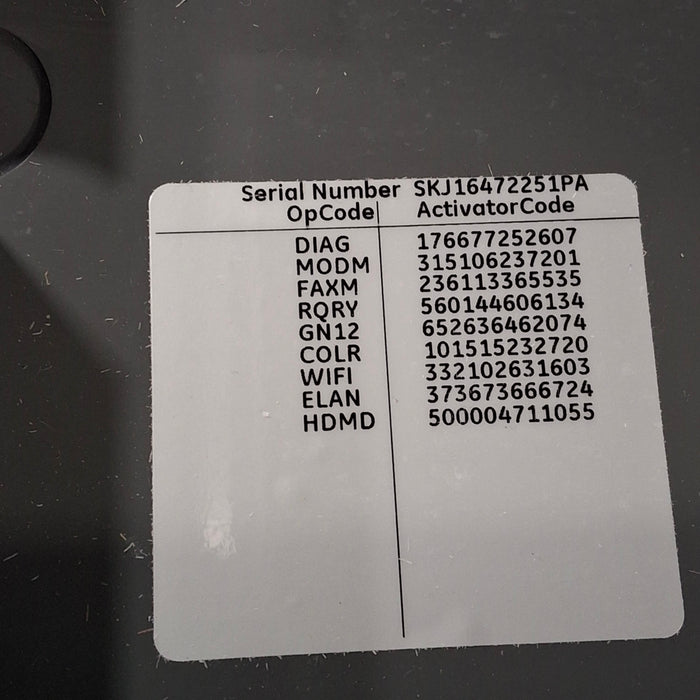 Serial Number SKJ16472251PA
OpCode ActivatorCode
DIAG 176677252607
MODM 315106237201
FAXM 236113365535
RQRY 560144606134
GN12 652636462074
COLR 101515232720
WIFI 332102631603
ELAN 373673666724
HDMD 500004711055